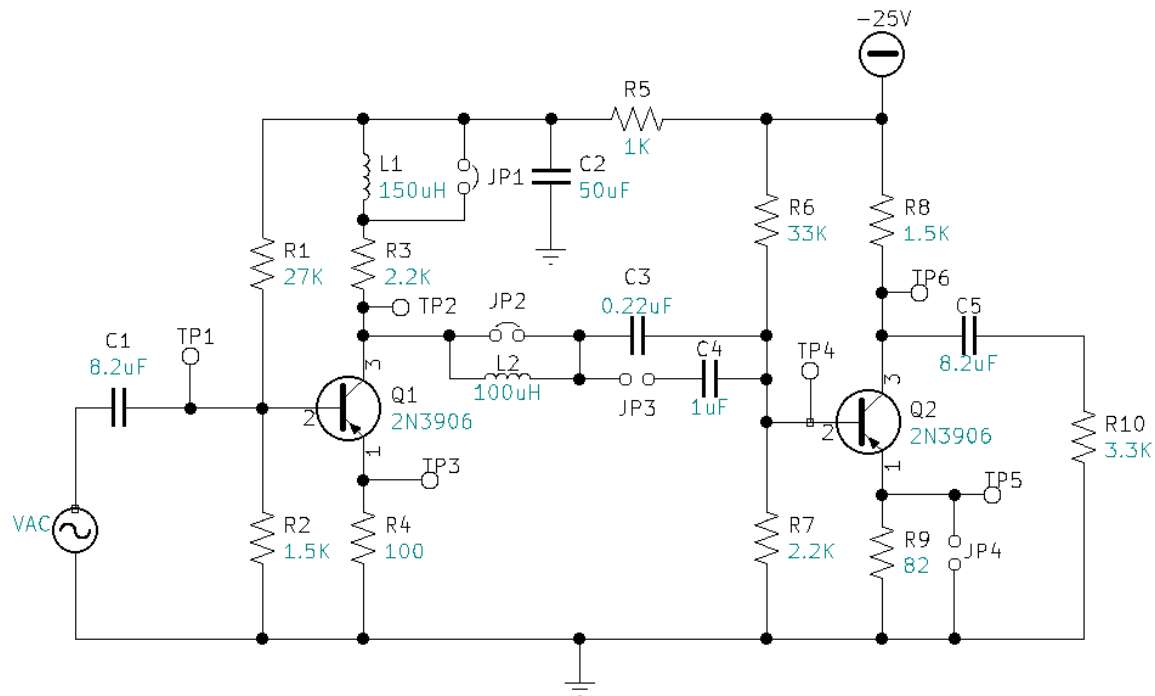 −25V
R5
1K
L1
150uH
JP1
C2
50uF
R6
33K
R8
1.5K
R1
27K
R3
2.2K
TP2
JP2
C3
0.22uF
TP6
C5
8.2uF
C1
8.2uF
TP1
L2
100uH
JP3
C4
1uF
TP4
3
Q1
2N3906
2
1
3
Q2
2N3906
2
1
R10
3.3K
TP3
TP5
VAC
R2
1.5K
R4
100
R7
2.2K
R9
82
JP4